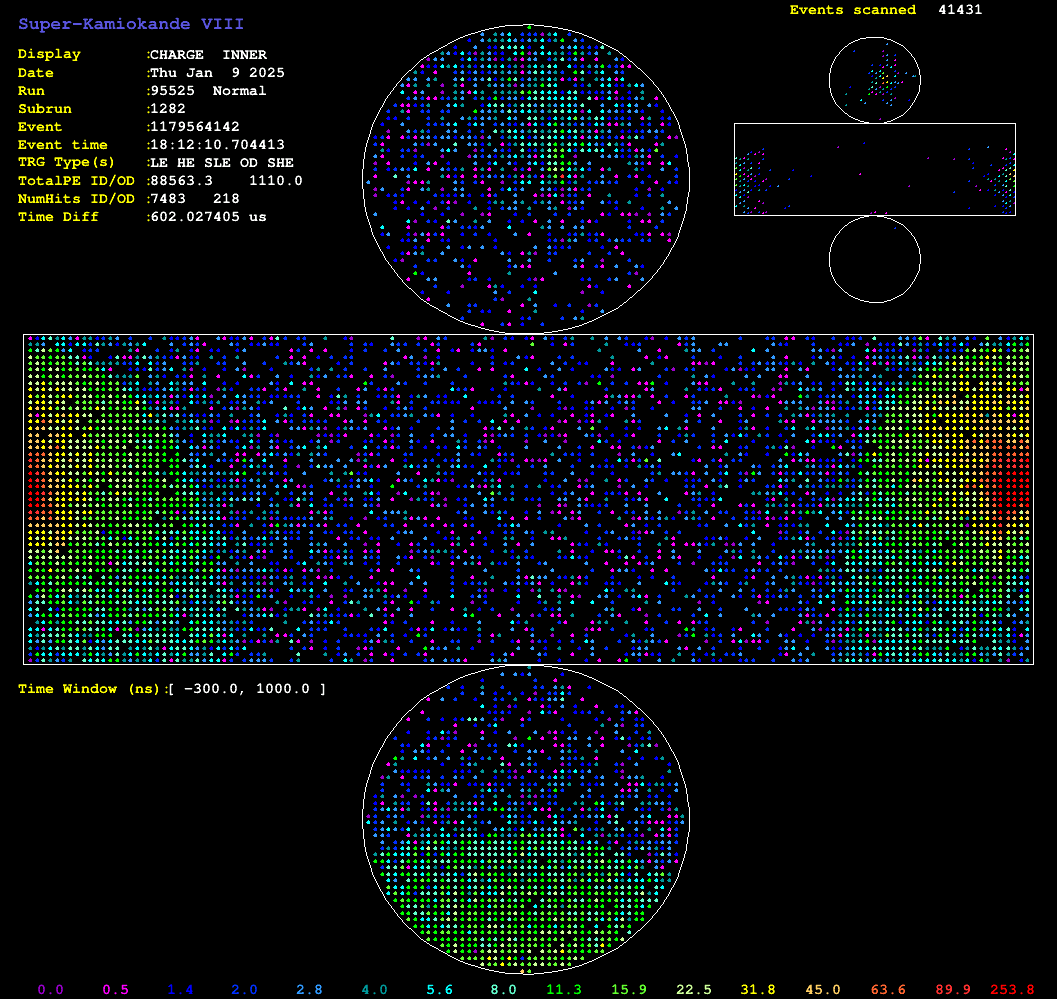 Super-Kamiokande VIII
Events scanned 41431
Display :CHARGE INNER
Date :Thu Jan 9 2025
Run :95525 Normal
Subrun :1282
Event :1179564142
Event time :18:12:10.704413
TRG Type(s) :LE HE SLE OD SHE
TotalPE ID/OD :88563.3 1110.0
NumHits ID/OD :7483 218
Time Diff :602.027405 us
Time Window (ns):[ -300.0, 1000.0 ]
0.0 0.5 1.4 2.0 2.8 4.0 5.6 8.0 11.3 15.9 22.5 31.8 45.0 63.6 89.9 253.8